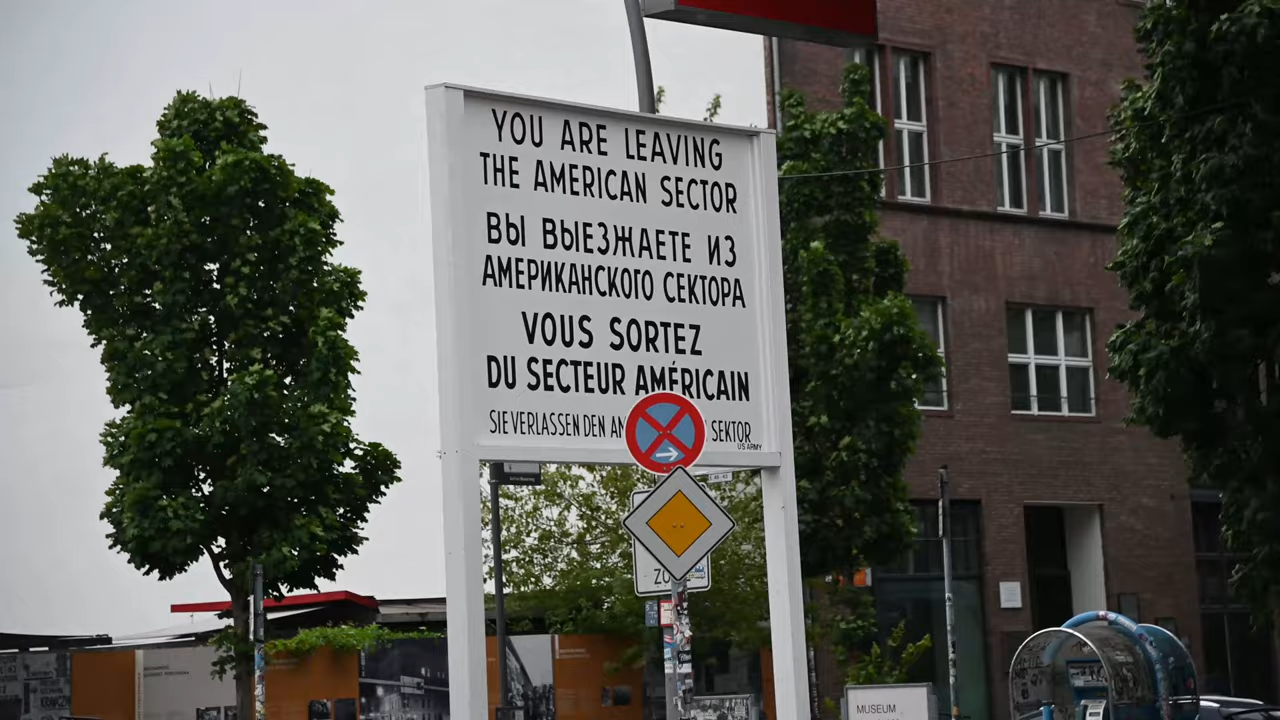 YOU ARE LEAVING
THE AMERICAN SECTOR
ВЫ ВЫЕЗЖАЕТЕ ИЗ
АМЕРИКАНСКОГО СЕКТОРА
VOUS SORTEZ
DU SECTEUR AMÉRICAIN
SIE VERLASSEN DEN AM SEKTOR
US ARMY
ZO
MUSEUM